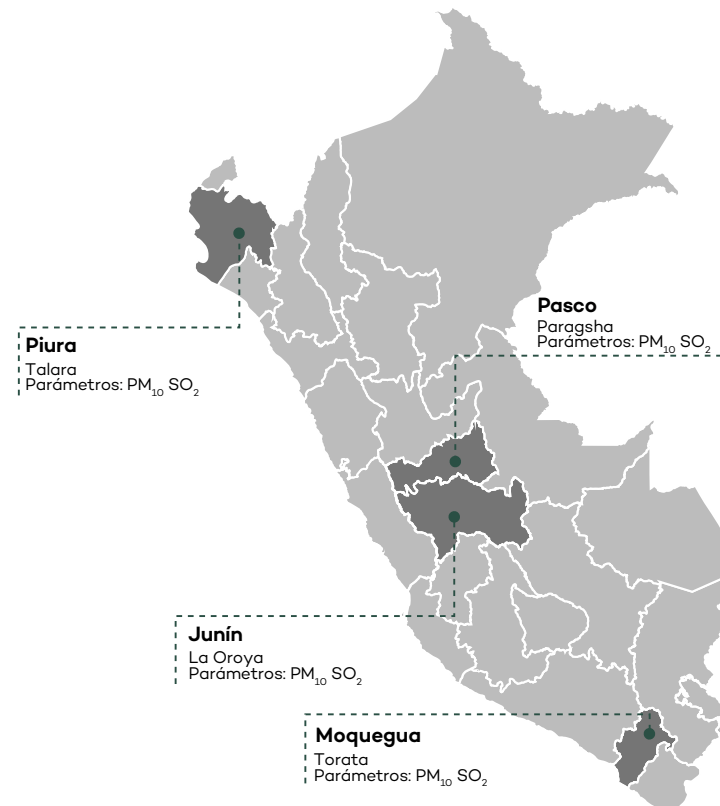 Pasco
Paragsha
Parámetros: PM₁₀ SO₂
Piura
Talara
Parámetros: PM₁₀ SO₂
Junín
La Oroya
Parámetros: PM₁₀ SO₂
Moquegua
Torata
Parámetros: PM₁₀ SO₂